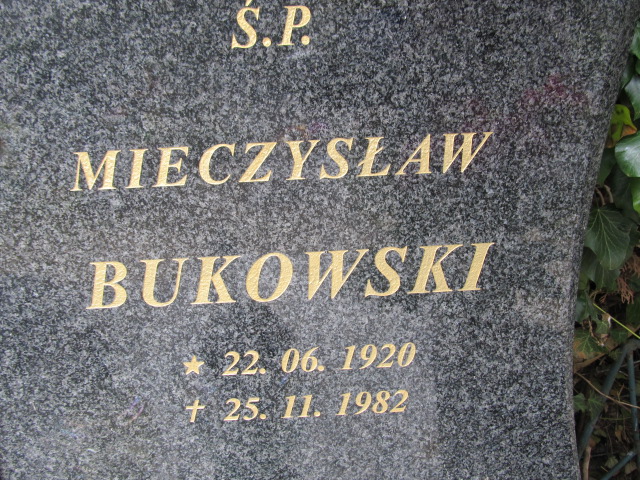 Ś.P.
MIECZYSŁAW
BUKOWSKI
★ 22. 06. 1920
✝ 25. 11. 1982